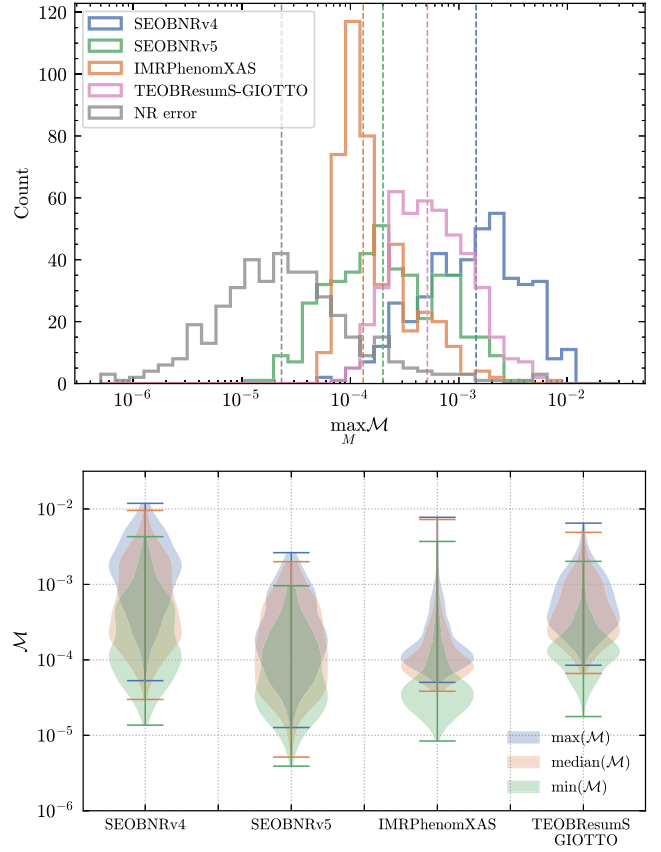 120
100
80
60
40
20
0
Count
SEOBNRv4
SEOBNRv5
IMRPhenomXAS
TEOBResumS-GIOTTO
NR error
10⁻⁶ 10⁻⁵ 10⁻⁴ 10⁻³ 10⁻²
max ℳ
M
10⁻²
10⁻³
10⁻⁴
10⁻⁵
10⁻⁶
ℳ
max(ℳ)
median(ℳ)
min(ℳ)
SEOBNRv4 SEOBNRv5 IMRPhenomXAS TEOBResumS
GIOTTO